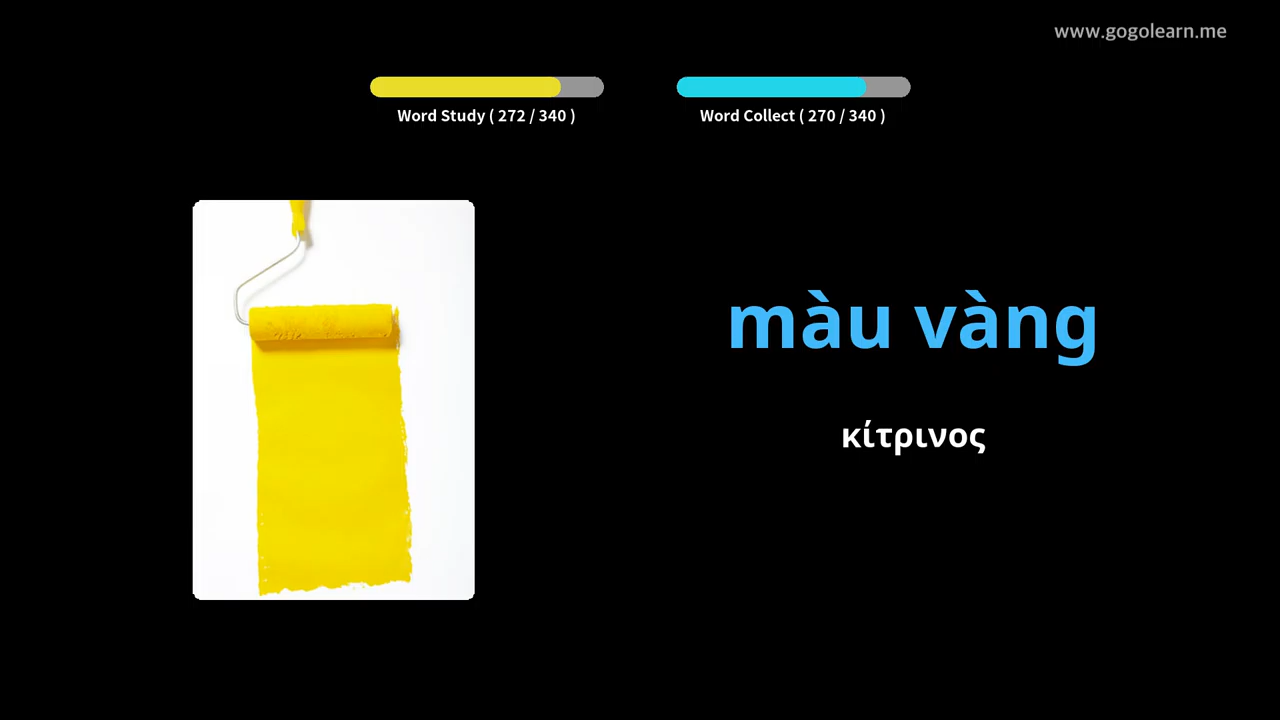 www.gogolearn.me
Word Study ( 272 / 340 )
Word Collect ( 270 / 340 )
màu vàng
κίτρινος